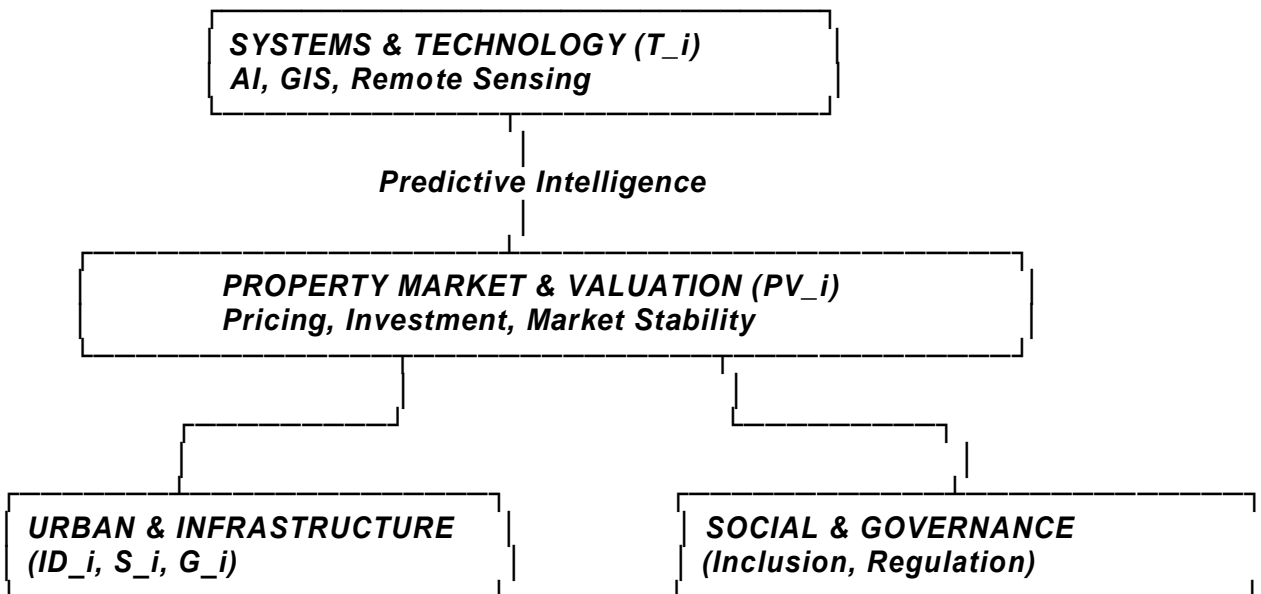 SYSTEMS & TECHNOLOGY (T_i)
AI, GIS, Remote Sensing
Predictive Intelligence
PROPERTY MARKET & VALUATION (PV_i)
Pricing, Investment, Market Stability
URBAN & INFRASTRUCTURE
(ID_i, S_i, G_i)
SOCIAL & GOVERNANCE
(Inclusion, Regulation)